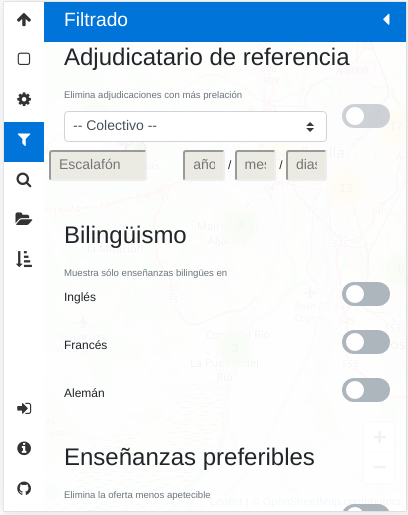 Filtrado
Adjudicatario de referencia
Elimina adjudicaciones con más prelación
-- Colectivo --
Escalafón año / mes / dias
Bilingüismo
Muestra sólo enseñanzas bilingües en
Inglés
Francés
Alemán
Enseñanzas preferibles
Elimina la oferta menos apetecible